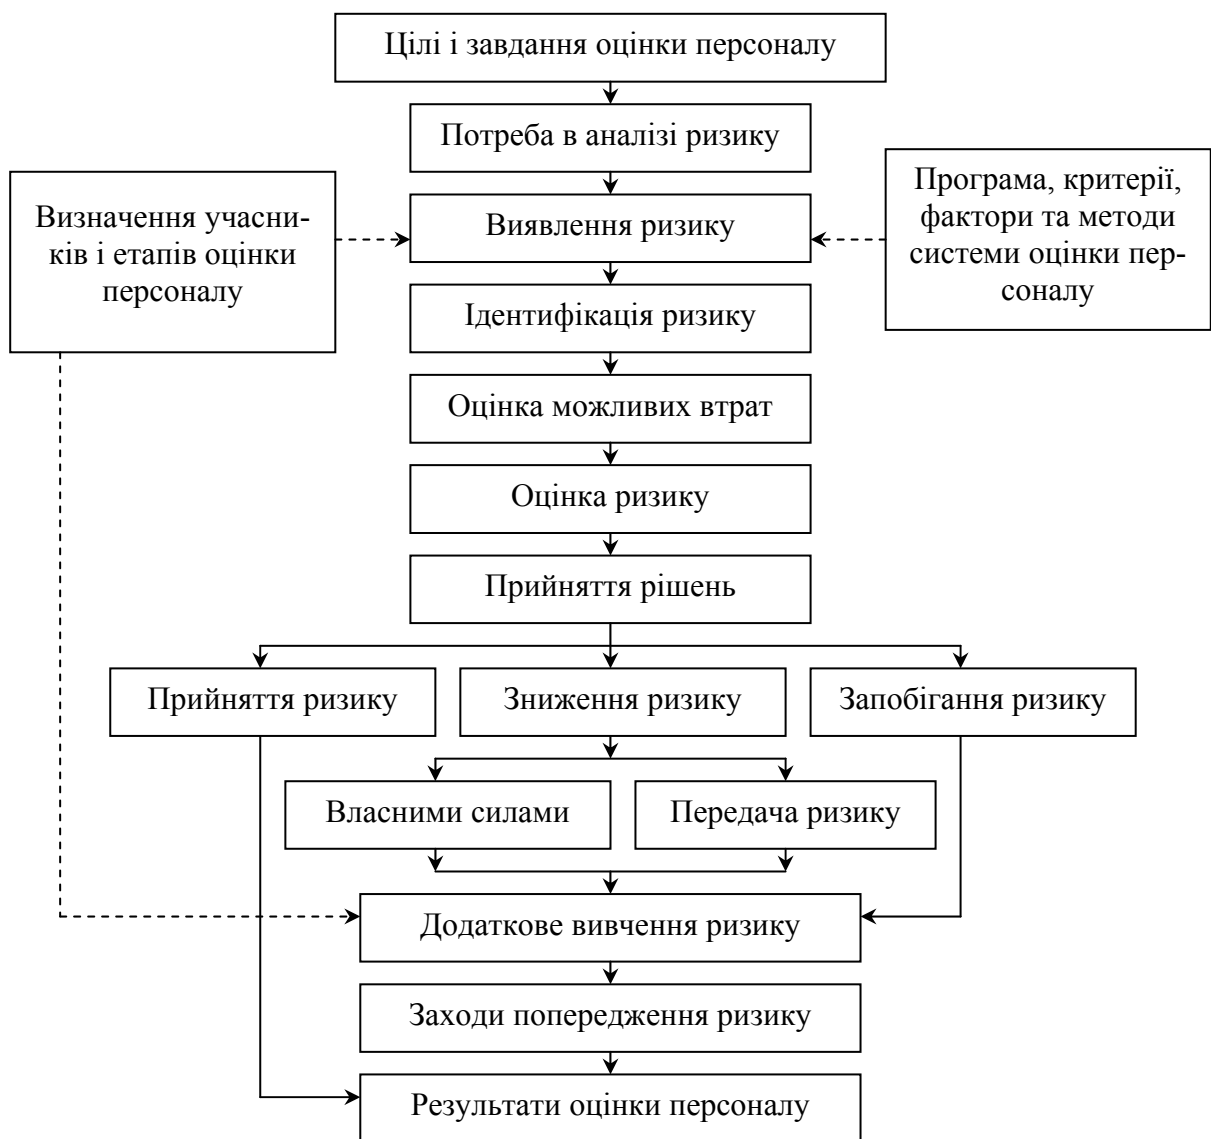 Цілі і завдання оцінки персоналу
Потреба в аналізі ризику
Визначення учасни-
ків і етапів оцінки
персоналу
Виявлення ризику
Програма, критерії,
фактори та методи
системи оцінки пер-
соналу
Ідентифікація ризику
Оцінка можливих втрат
Оцінка ризику
Прийняття рішень
Прийняття ризику
Зниження ризику
Запобігання ризику
Власними силами
Передача ризику
Додаткове вивчення ризику
Заходи попередження ризику
Результати оцінки персоналу